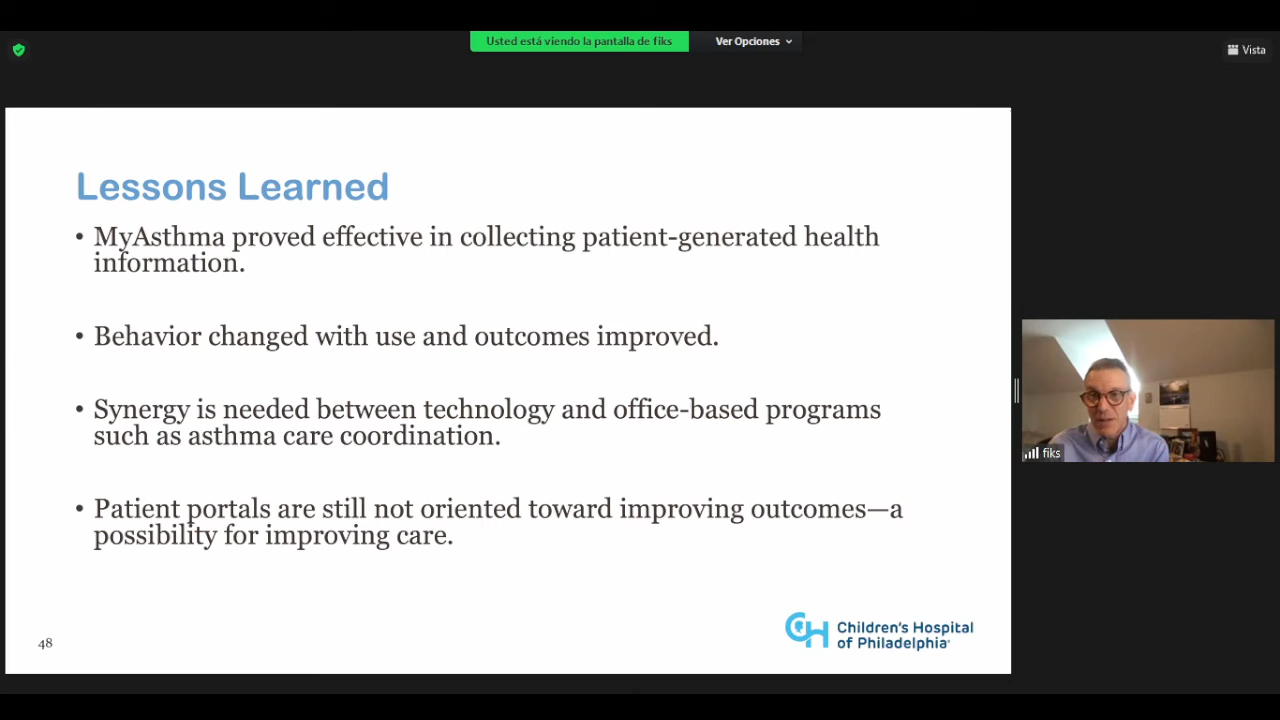 Usted está viendo la pantalla de fiks
Ver Opciones
Vista
Lessons Learned
• MyAsthma proved effective in collecting patient-generated health
information.
• Behavior changed with use and outcomes improved.
• Synergy is needed between technology and office-based programs
such as asthma care coordination.
• Patient portals are still not oriented toward improving outcomes—a
possibility for improving care.
fiks
48
CH Children's Hospital
of Philadelphia